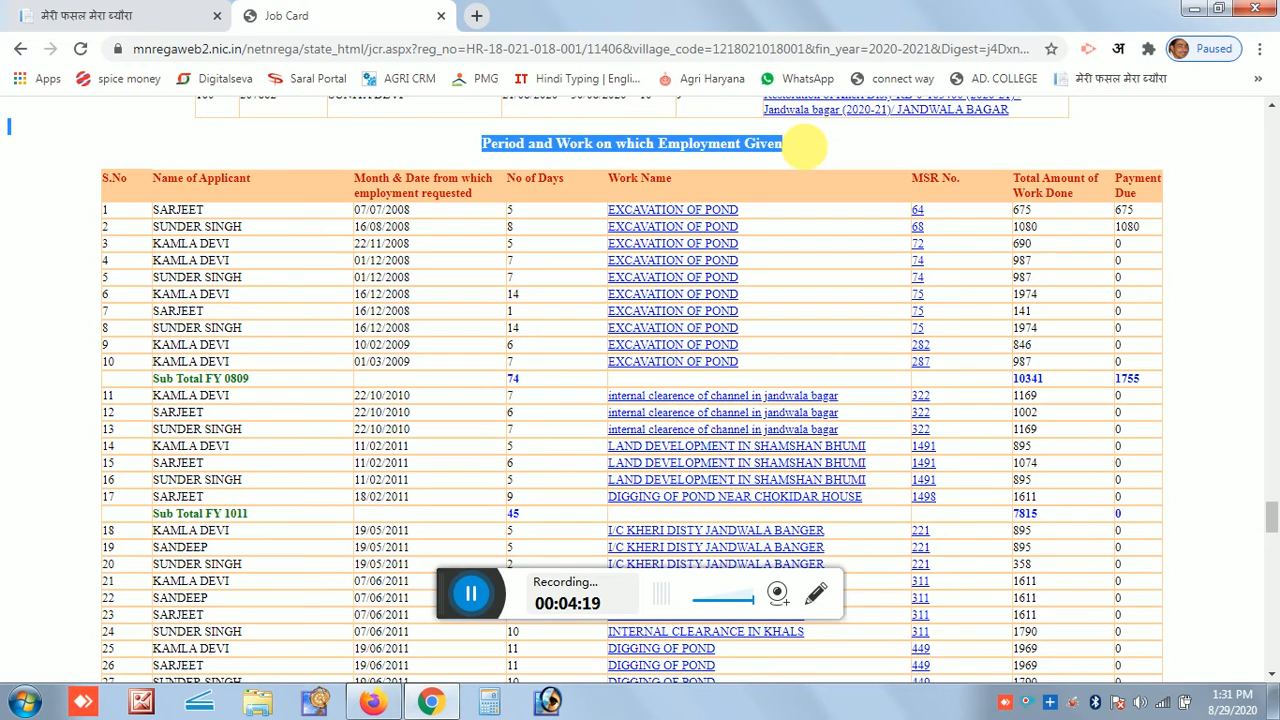 मेरी फसल मेरा ब्यौरा
Job Card
mnregaweb2.nic.in/netnrega/state_html/jcr.aspx?reg_no=HR-18-021-018-001/11406&village_code=1218021018001&fin_year=2020-2021&Digest=j4Dxn...
अ
Paused
Apps
spice money
Digitalseva
Saral Portal
AGRI CRM
PMG
IT Hindi Typing | Engli...
Agri Haryana
WhatsApp
connect way
AD. COLLEGE
मेरी फसल मेरा ब्यौरा
»
Jandwala bagar (2020-21)/ JANDWALA BAGAR
Period and Work on which Employment Given
S.No Name of Applicant Month & Date from which employment requested No of Days Work Name MSR No. Total Amount of Work Done Payment Due
1 SARJEET 07/07/2008 5 EXCAVATION OF POND 64 675 675
2 SUNDER SINGH 16/08/2008 8 EXCAVATION OF POND 68 1080 1080
3 KAMLA DEVI 22/11/2008 5 EXCAVATION OF POND 72 690 0
4 KAMLA DEVI 01/12/2008 7 EXCAVATION OF POND 74 987 0
5 SUNDER SINGH 01/12/2008 7 EXCAVATION OF POND 74 987 0
6 KAMLA DEVI 16/12/2008 14 EXCAVATION OF POND 75 1974 0
7 SARJEET 16/12/2008 1 EXCAVATION OF POND 75 141 0
8 SUNDER SINGH 16/12/2008 14 EXCAVATION OF POND 75 1974 0
9 KAMLA DEVI 10/02/2009 6 EXCAVATION OF POND 282 846 0
10 KAMLA DEVI 01/03/2009 7 EXCAVATION OF POND 287 987 0
Sub Total FY 0809 74 10341 1755
11 KAMLA DEVI 22/10/2010 7 internal clearence of channel in jandwala bagar 322 1169 0
12 SARJEET 22/10/2010 6 internal clearence of channel in jandwala bagar 322 1002 0
13 SUNDER SINGH 22/10/2010 7 internal clearence of channel in jandwala bagar 322 1169 0
14 KAMLA DEVI 11/02/2011 5 LAND DEVELOPMENT IN SHAMSHAN BHUMI 1491 895 0
15 SARJEET 11/02/2011 6 LAND DEVELOPMENT IN SHAMSHAN BHUMI 1491 1074 0
16 SUNDER SINGH 11/02/2011 5 LAND DEVELOPMENT IN SHAMSHAN BHUMI 1491 895 0
17 SARJEET 18/02/2011 9 DIGGING OF POND NEAR CHOKIDAR HOUSE 1498 1611 0
Sub Total FY 1011 45 7815 0
18 KAMLA DEVI 19/05/2011 5 I/C KHERI DISTY JANDWALA BANGER 221 895 0
19 SANDEEP 19/05/2011 5 I/C KHERI DISTY JANDWALA BANGER 221 895 0
20 SUNDER SINGH 19/05/2011 2 I/C KHERI DISTY JANDWALA BANGER 221 358 0
21 KAMLA DEVI 07/06/2011 311 1611 0
22 SANDEEP 07/06/2011 311 1611 0
23 SARJEET 07/06/2011 311 1611 0
24 SUNDER SINGH 07/06/2011 10 INTERNAL CLEARANCE IN KHALS 311 1790 0
25 KAMLA DEVI 19/06/2011 11 DIGGING OF POND 449 1969 0
26 SARJEET 19/06/2011 11 DIGGING OF POND 449 1969 0
Recording...
00:04:19
1:31 PM
8/29/2020